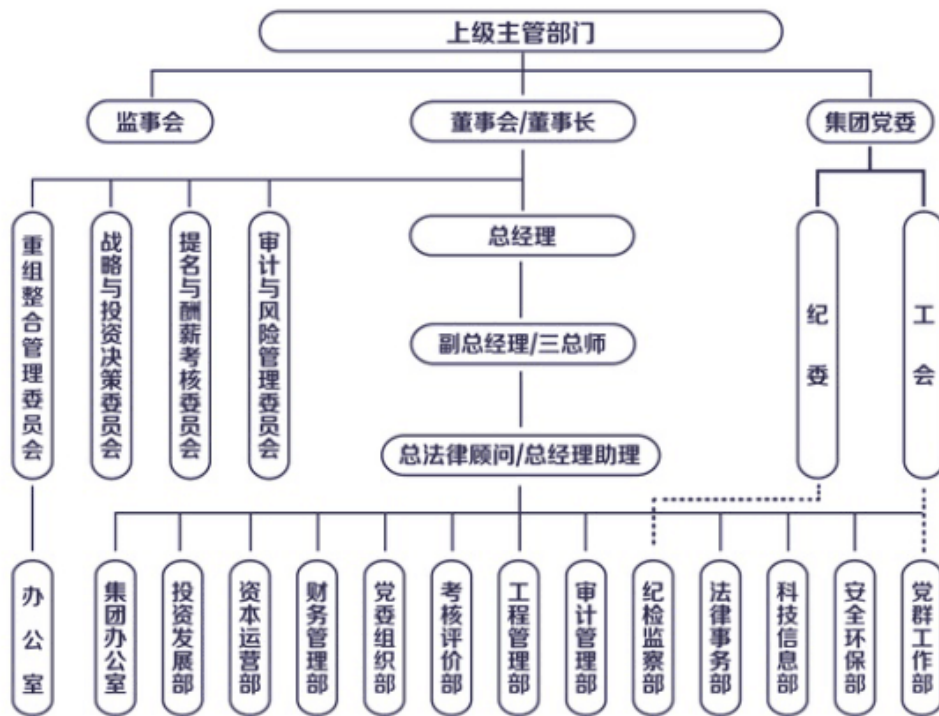 上级主管部门
监事会
董事会/董事长
集团党委
重组整合管理委员会
战略与投资决策委员会
提名与酬薪考核委员会
审计与风险管理委员会
总经理
纪委
工会
副总经理/三总师
总法律顾问/总经理助理
办公室
集团办公室
投资发展部
资本运营部
财务管理部
党委组织部
考核评价部
工程管理部
审计管理部
纪检监察部
法律事务部
科技信息部
安全环保部
党群工作部